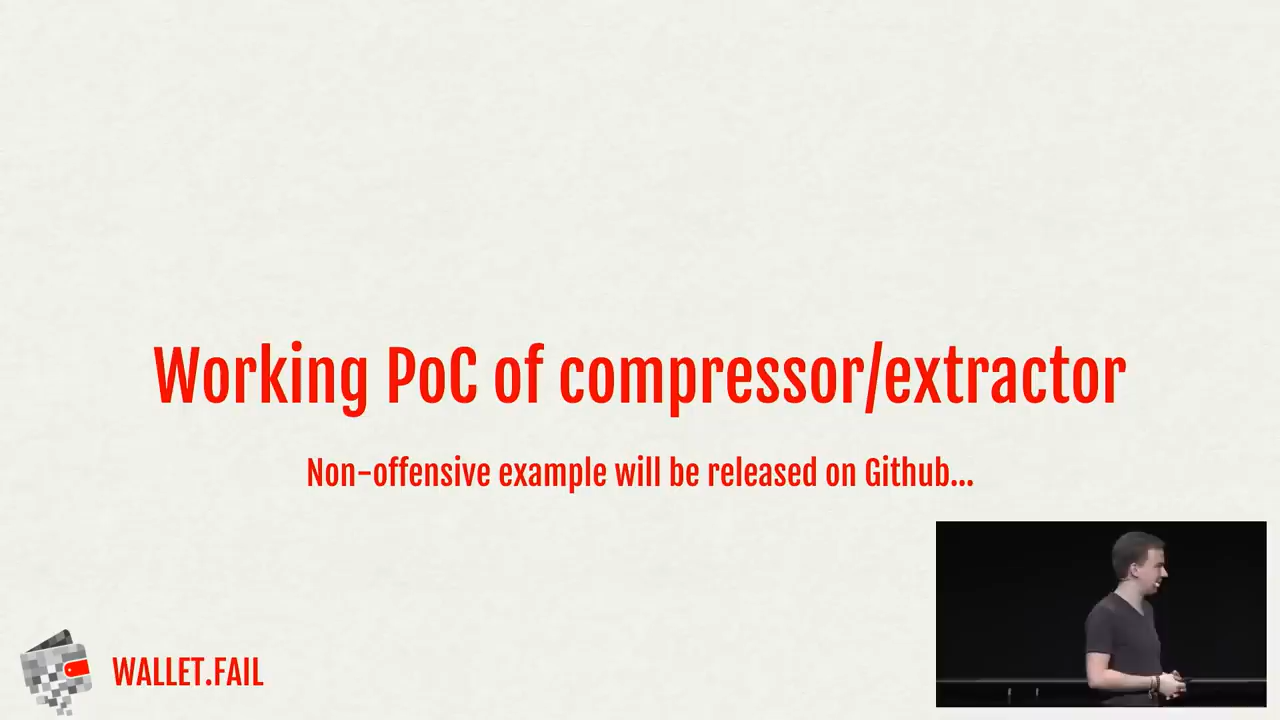 Working PoC of compressor/extractor
Non-offensive example will be released on Github...
WALLET.FAIL